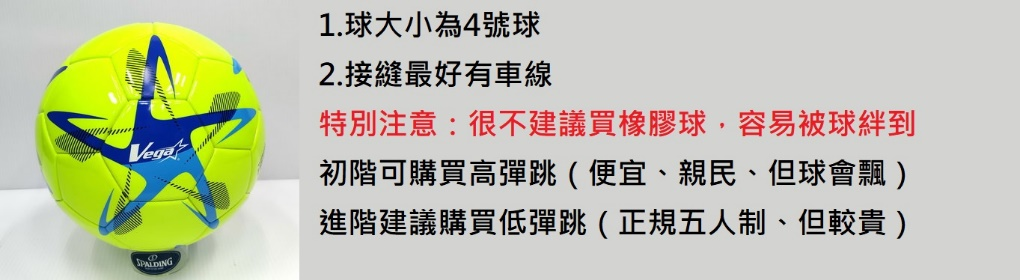 1.球大小為4號球
2.接縫最好有車線
特別注意：很不建議買橡膠球，容易被球絆到
初階可購買高彈跳（便宜、親民、但球會飄）
進階建議購買低彈跳（正規五人制、但較貴）
Vega
SPALDING